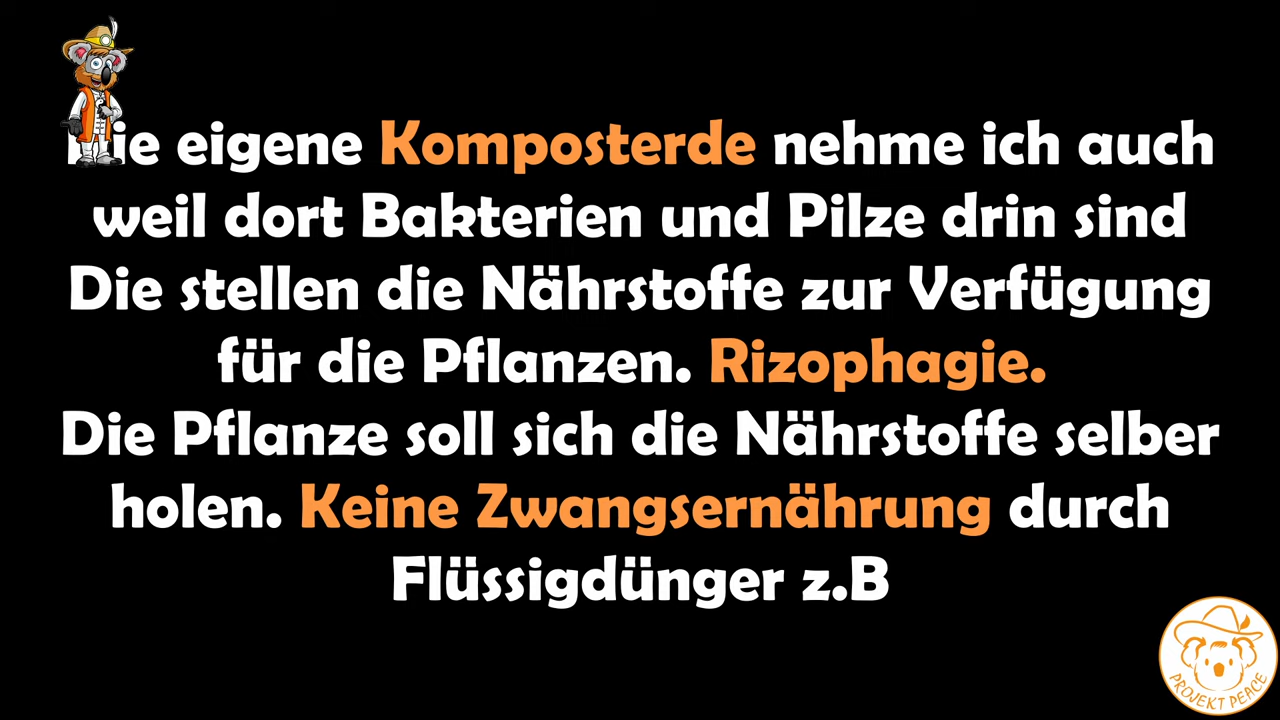 Die eigene Komposterde nehme ich auch
weil dort Bakterien und Pilze drin sind
Die stellen die Nährstoffe zur Verfügung
für die Pflanzen. Rizophagie.
Die Pflanze soll sich die Nährstoffe selber
holen. Keine Zwangsernährung durch
Flüssigdünger z.B
PROJEKT PEACE